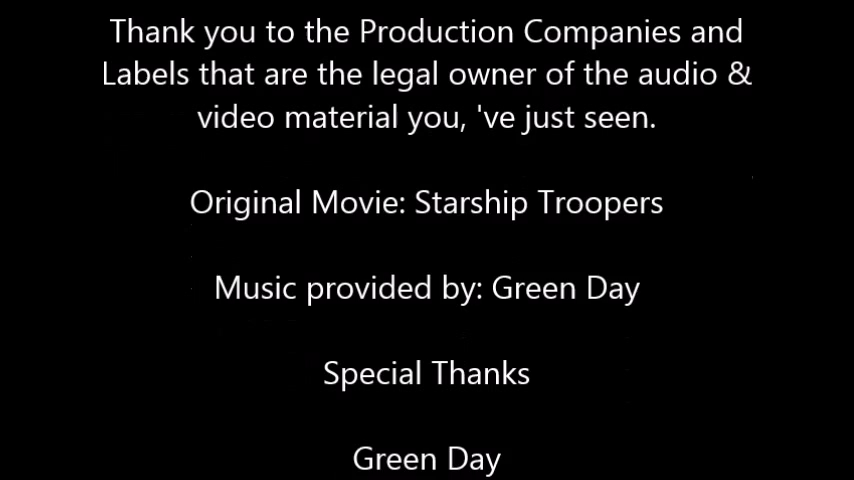 Thank you to the Production Companies and
Labels that are the legal owner of the audio &
video material you, 've just seen.
Original Movie: Starship Troopers
Music provided by: Green Day
Special Thanks
Green Day